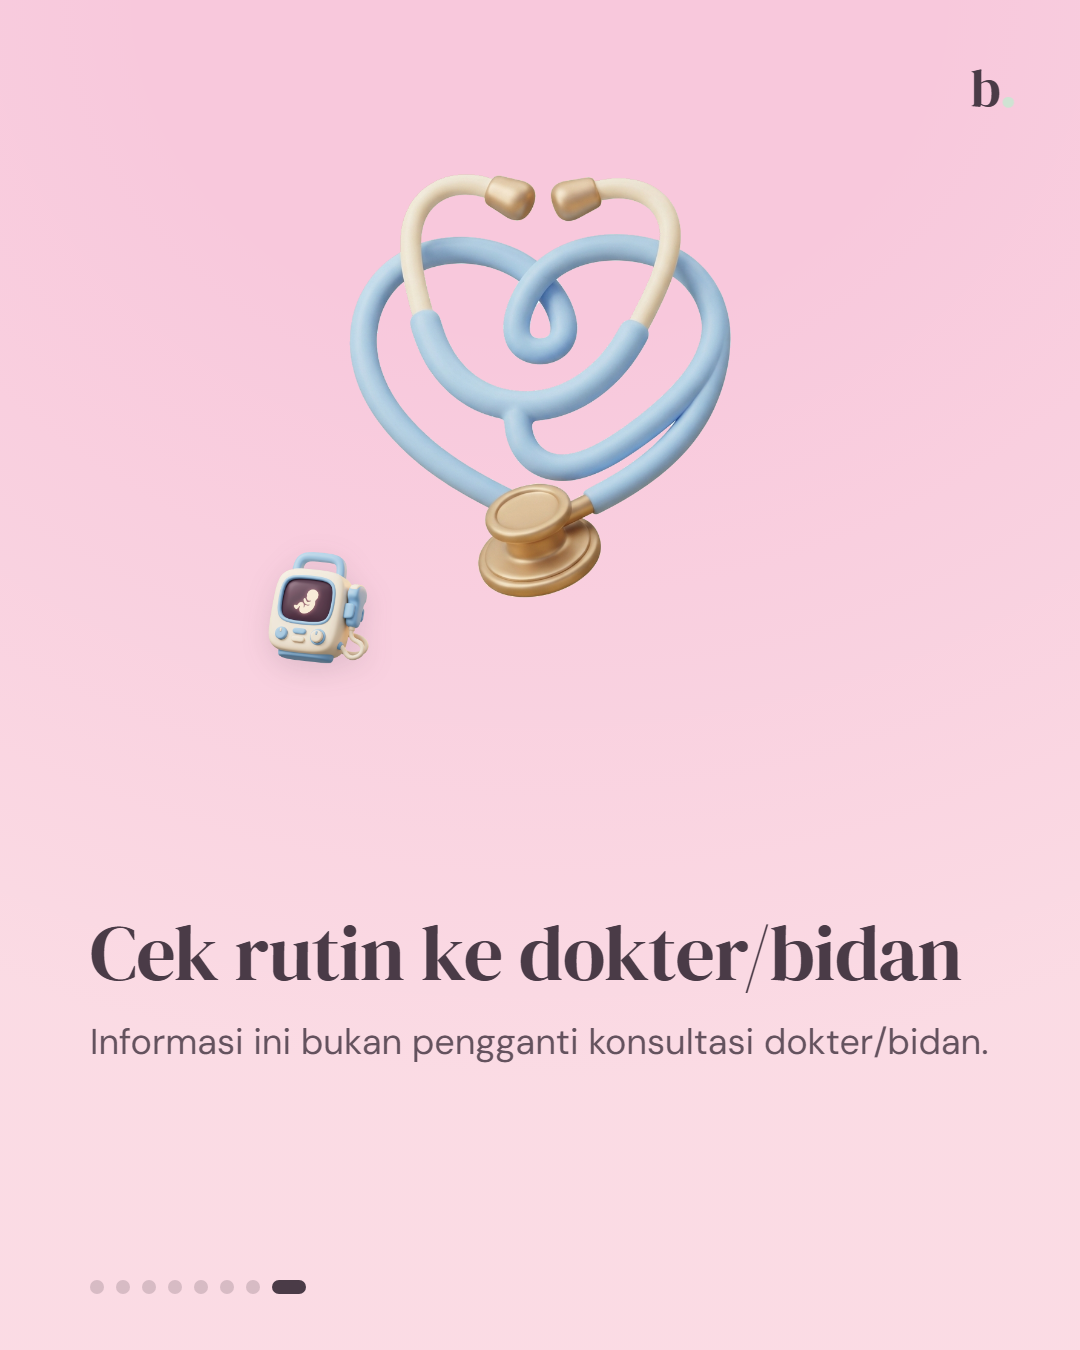 b.
Cek rutin ke dokter/bidan
Informasi ini bukan pengganti konsultasi dokter/bidan.